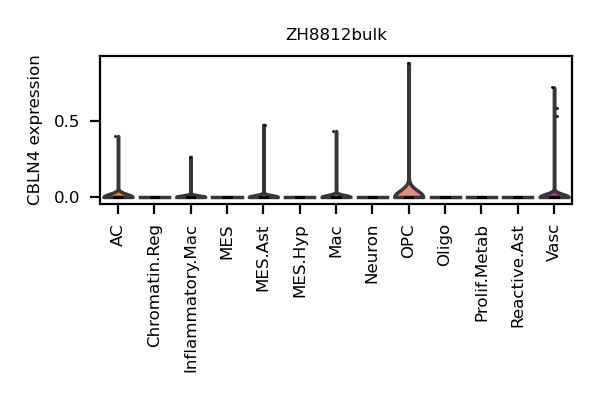 ZH8812bulk
CBLN4 expression
0.5
0.0
AC
Chromatin.Reg
Inflammatory.Mac
MES
MES.Ast
MES.Hyp
Mac
Neuron
OPC
Oligo
Prolif.Metab
Reactive.Ast
Vasc